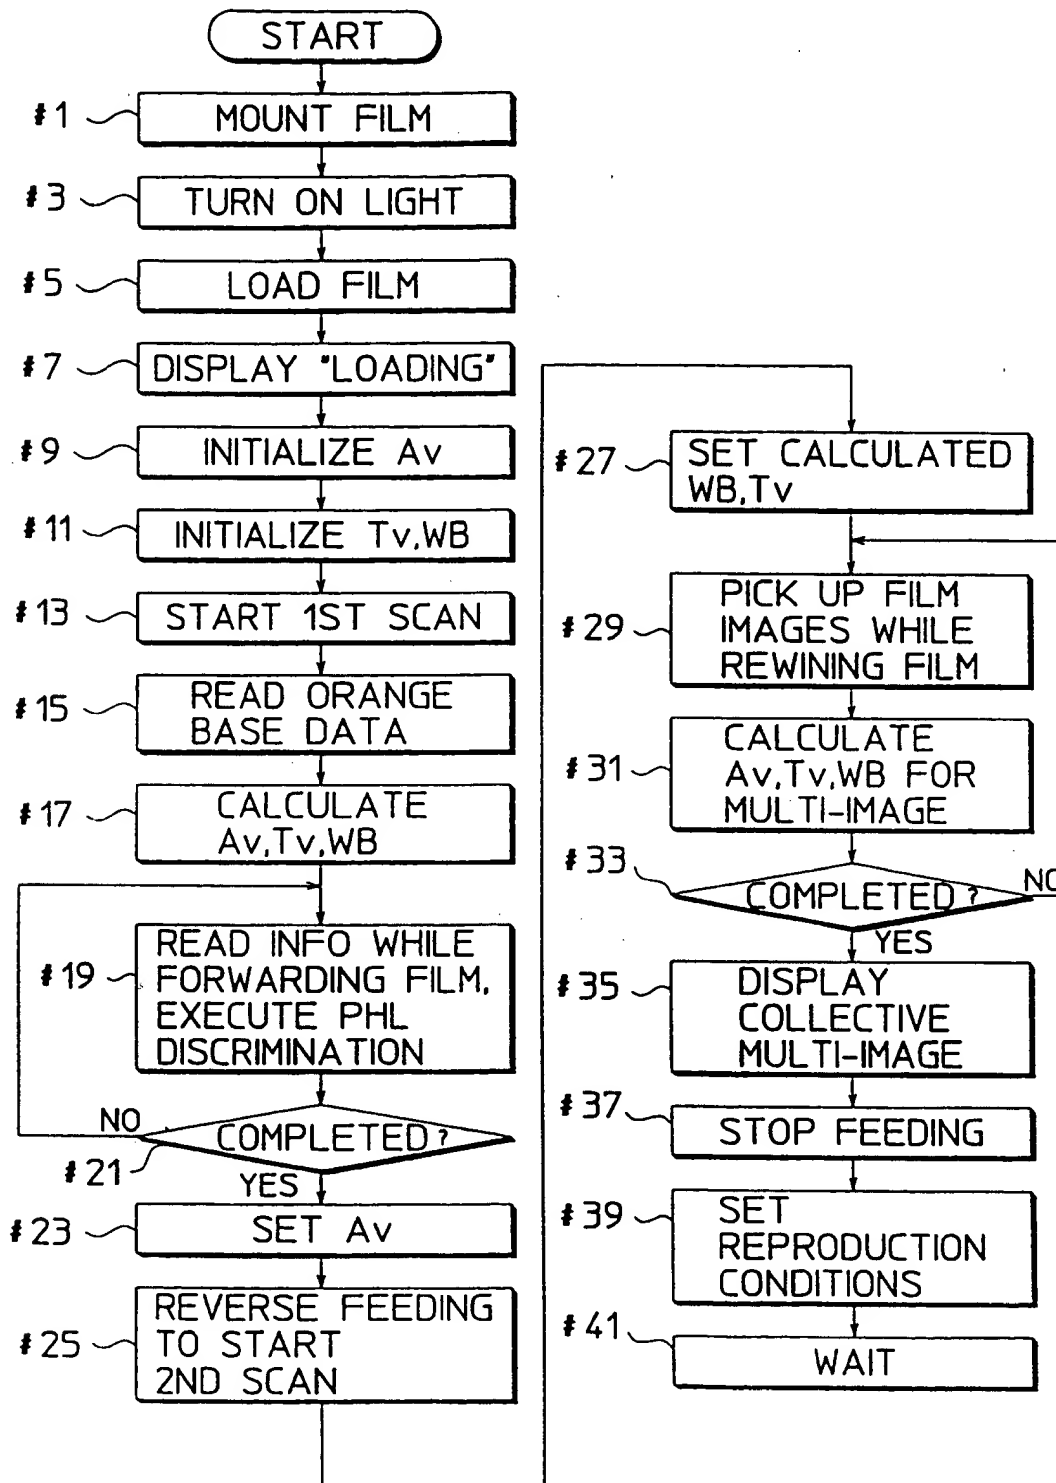 START
#1
MOUNT FILM
#3
TURN ON LIGHT
#5
LOAD FILM
#7
DISPLAY "LOADING"
#9
INITIALIZE Av
#11
INITIALIZE Tv,WB
#13
START 1ST SCAN
#15
READ ORANGE
BASE DATA
#17
CALCULATE
Av,Tv,WB
#19
READ INFO WHILE
FORWARDING FILM,
EXECUTE PHL
DISCRIMINATION
NO
#21
COMPLETED?
YES
#23
SET Av
#25
REVERSE FEEDING
TO START
2ND SCAN
#27
SET CALCULATED
WB,Tv
#29
PICK UP FILM
IMAGES WHILE
REWINING FILM
#31
CALCULATE
Av,Tv,WB FOR
MULTI-IMAGE
#33
COMPLETED?
NO
YES
#35
DISPLAY
COLLECTIVE
MULTI-IMAGE
#37
STOP FEEDING
#39
SET
REPRODUCTION
CONDITIONS
#41
WAIT